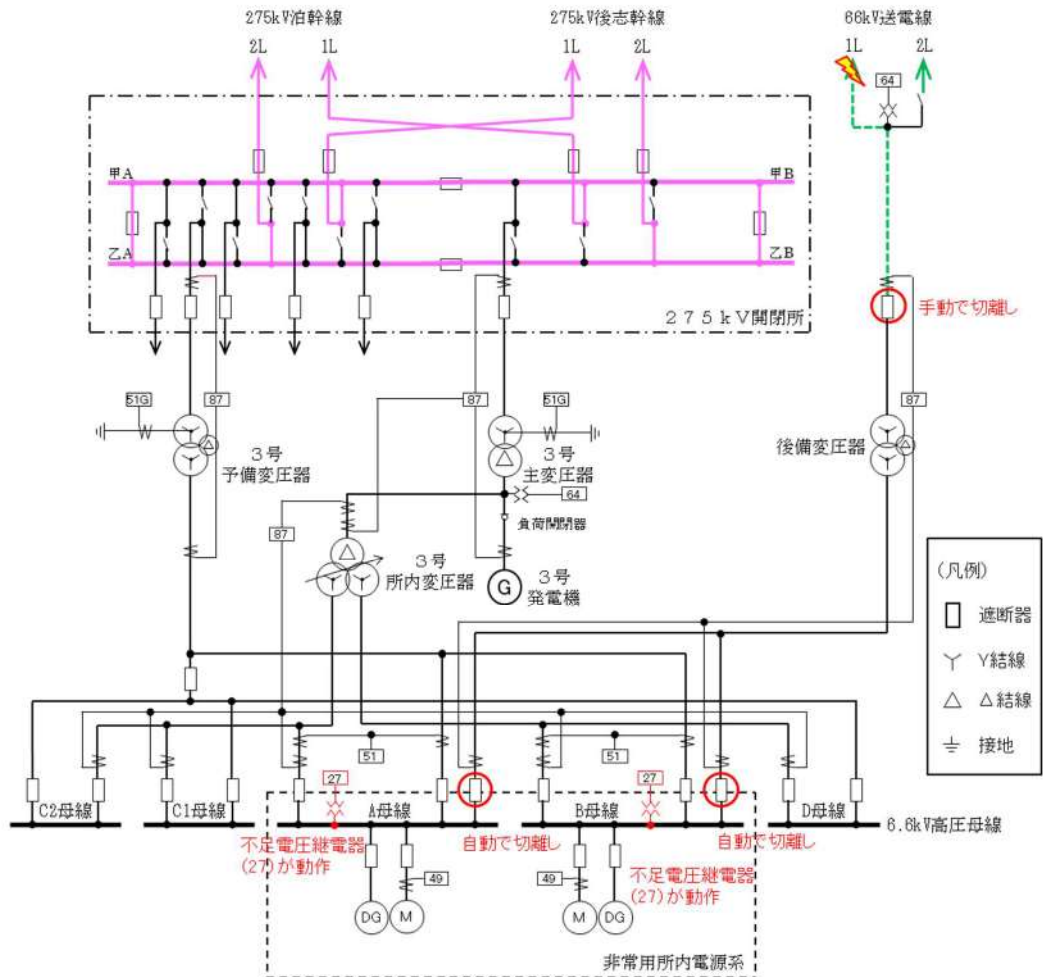 275kV泊幹線 275kV後志幹線 66kV送電線
2L 1L 1L 2L 1L 2L
64
甲A 甲B
乙A 乙B
275kV開閉所
手動で切離し
51G 87 87 51G 87
3号
予備変圧器
3号
主変圧器
後備変圧器
64
負荷開閉器
87
3号
所内変圧器
G
3号
発電機
(凡例)
遮断器
Y結線
△結線
接地
51 51
27 27
C2母線 C1母線 A母線 B母線 D母線
6.6kV高圧母線
不足電圧継電器
(27)が動作
自動で切離し
自動で切離し
不足電圧継電器
(27)が動作
49 49
DG M M DG
非常用所内電源系